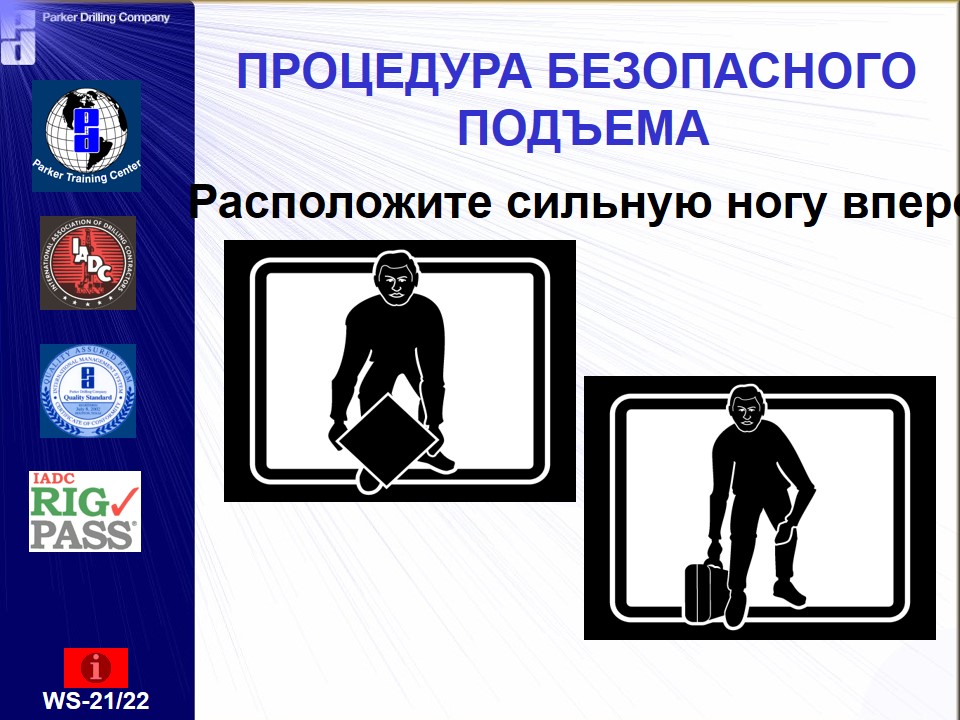 Parker Drilling Company
ПРОЦЕДУРА БЕЗОПАСНОГО
ПОДЪЕМА
Расположите сильную ногу впере
Parker Training Center
INTERNATIONAL ASSOCIATION OF DRILLING CONTRACTORS
IADC
QUALITY ASSURED FIRM
INTERNATIONAL MANAGEMENT SYSTEM
Parker Drilling Company
Quality Standard
CERTIFICATE OF CONFORMITY
IADC
RIG
PASS®
i
WS-21/22